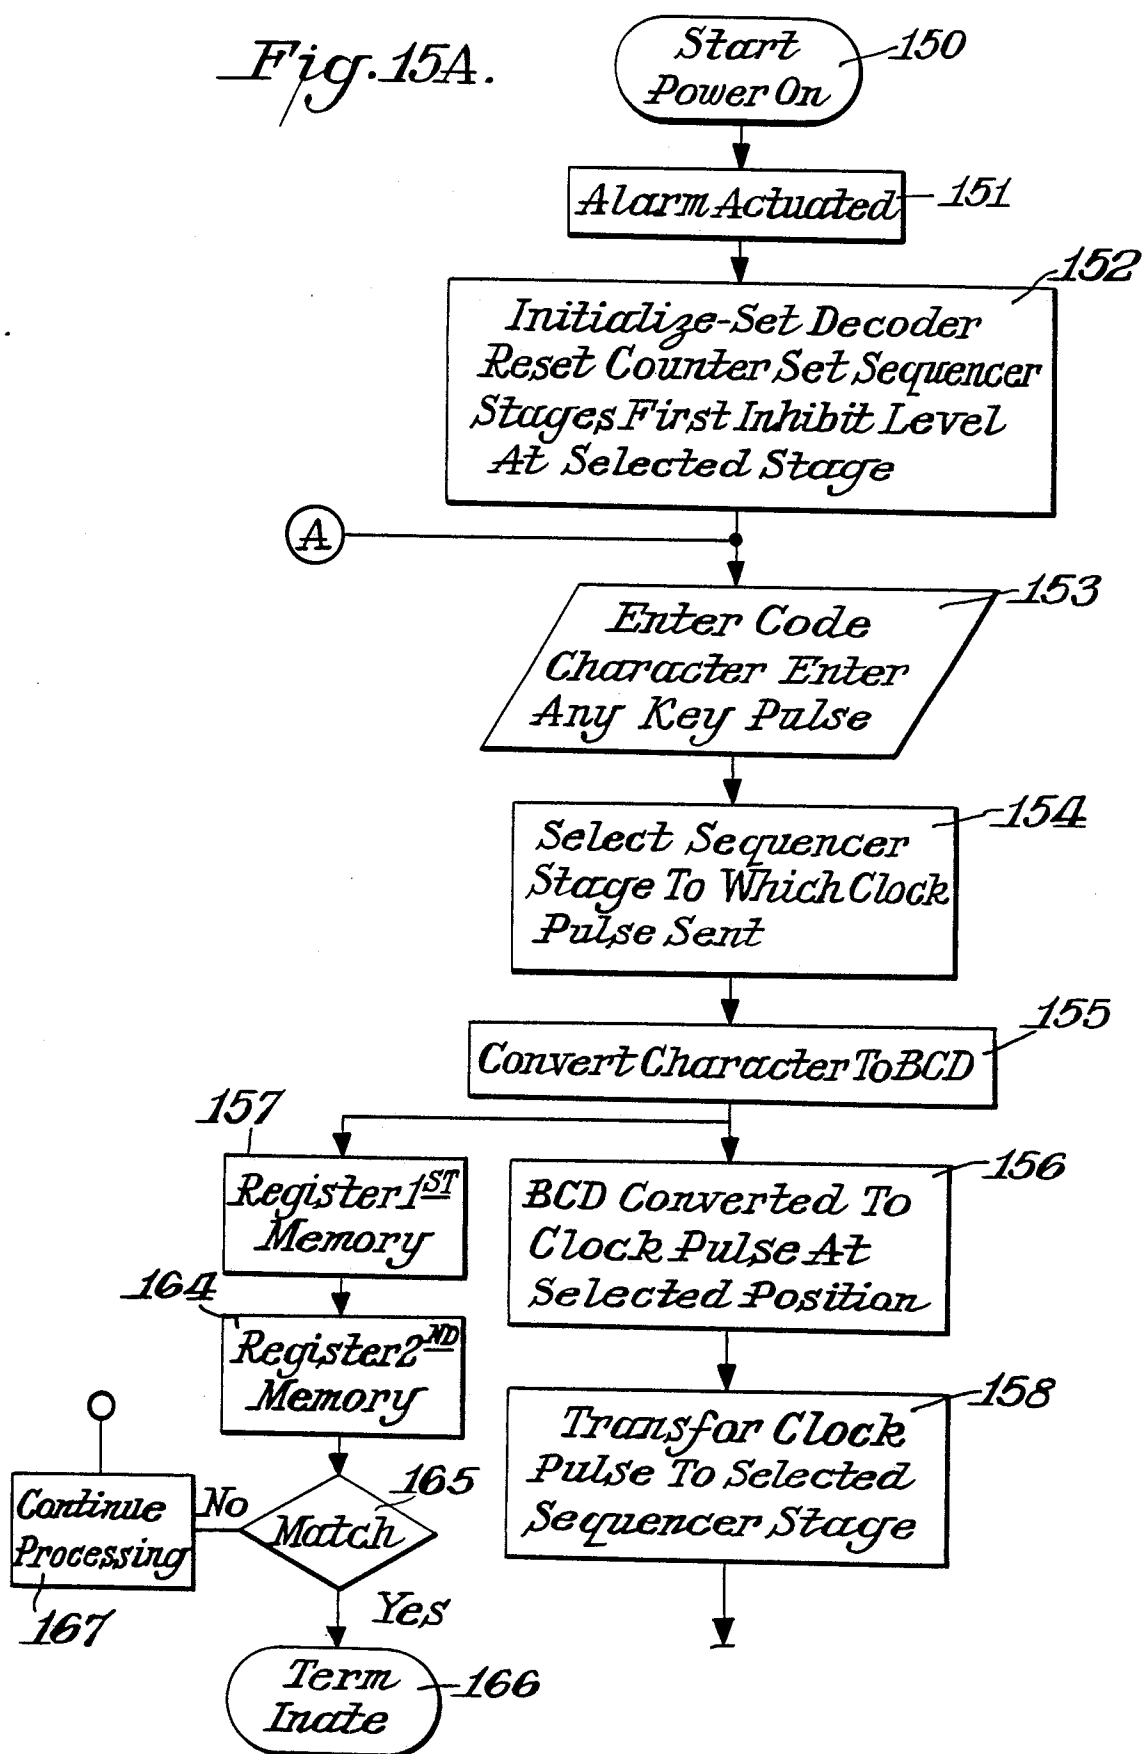 Fig. 15A.
Start
Power On
150
Alarm Actuated
151
152
Initialize-Set Decoder
Reset Counter Set Sequencer
Stages First Inhibit Level
At Selected Stage
A
153
Enter Code
Character Enter
Any Key Pulse
154
Select Sequencer
Stage To Which Clock
Pulse Sent
155
Convert Character To BCD
157
Register 1ST
Memory
156
BCD Converted To
Clock Pulse At
Selected Position
164
Register 2ND
Memory
158
Transfor Clock
Pulse To Selected
Sequencer Stage
165
Match
No
Continue
Processing
167
Yes
Term
Inate
166